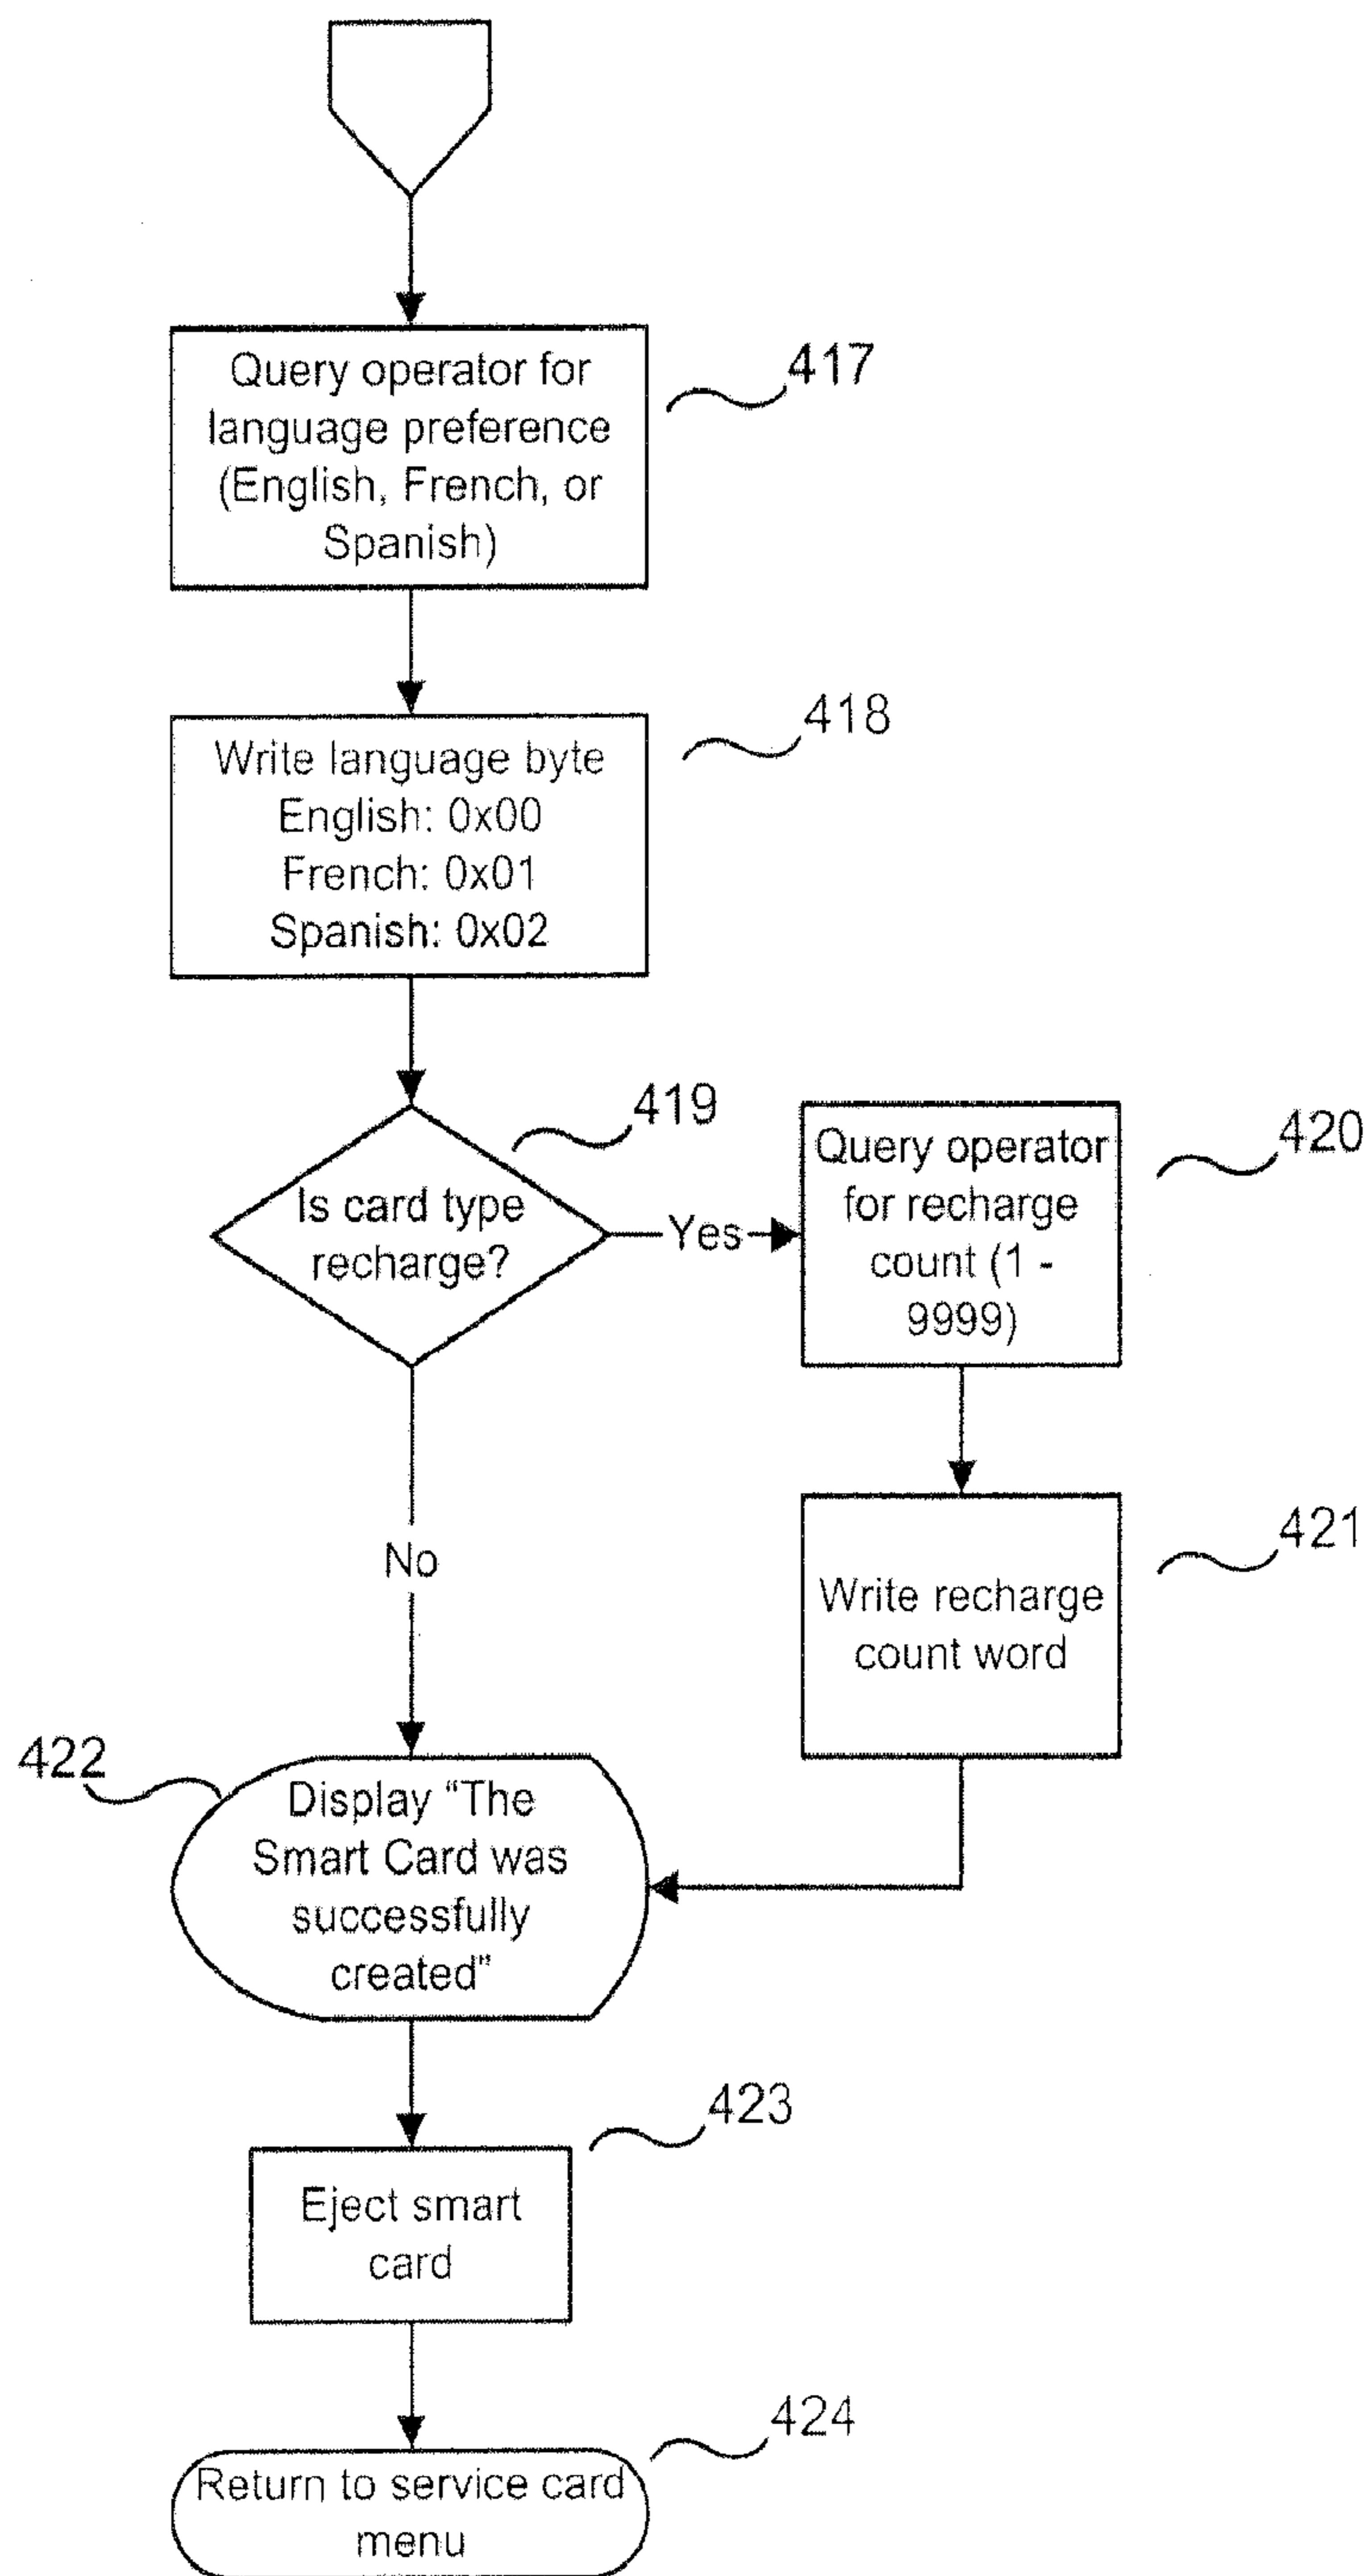 Query operator for
language preference
(English, French, or
Spanish)
417
Write language byte
English: 0x00
French: 0x01
Spanish: 0x02
418
Is card type
recharge?
419
Yes
Query operator
for recharge
count (1 -
9999)
420
No
Write recharge
count word
421
422
Display “The
Smart Card was
successfully
created”
Eject smart
card
423
Return to service card
menu
424